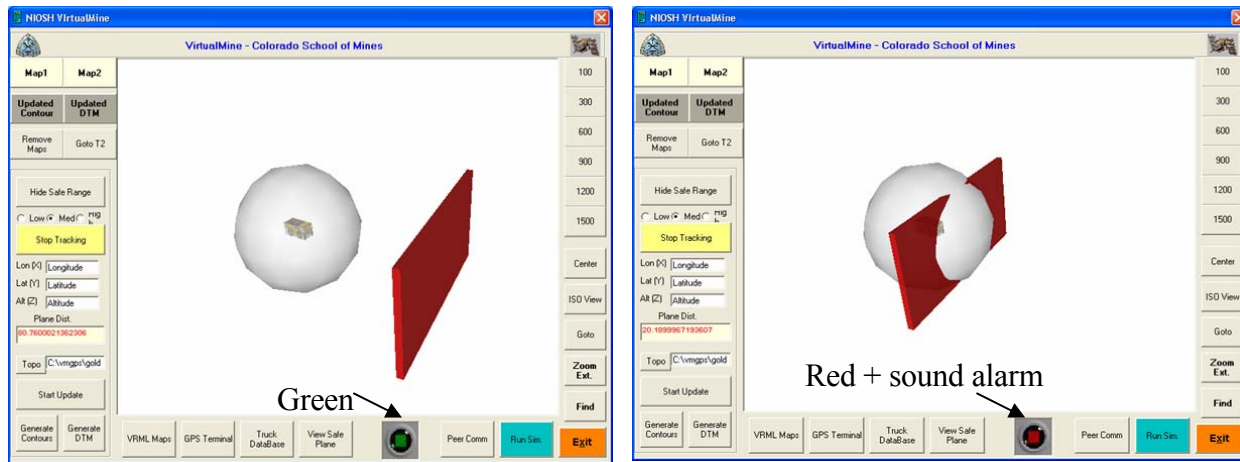 NIOSH VirtualMine
VirtualMine - Colorado School of Mines
Map1 Map2
Updated Contour Updated DTM
Remove Maps Goto T2
Hide Safe Range
Low Med Hig h
Stop Tracking
Lon (X) Longitude
Lat (Y) Latitude
Alt (Z) Altitude
Plane Dist.
80.7600021362306
Topo C:\vmgps\gold
Start Update
Generate Contours Generate DTM
100
300
600
900
1200
1500
Center
ISO View
Goto
Zoom Ext.
Find
Green
VRML Maps GPS Terminal Truck DataBase View Safe Plane Peer Comm Run Sim. Exit
NIOSH VirtualMine
VirtualMine - Colorado School of Mines
Map1 Map2
Updated Contour Updated DTM
Remove Maps Goto T2
Hide Safe Range
Low Med Hig h
Stop Tracking
Lon (X) Longitude
Lat (Y) Latitude
Alt (Z) Altitude
Plane Dist.
20.1899967193607
Topo C:\vmgps\gold
Start Update
Generate Contours Generate DTM
100
300
600
900
1200
1500
Center
ISO View
Goto
Zoom Ext.
Find
Red + sound alarm
VRML Maps GPS Terminal Truck DataBase View Safe Plane Peer Comm Run Sim. Exit